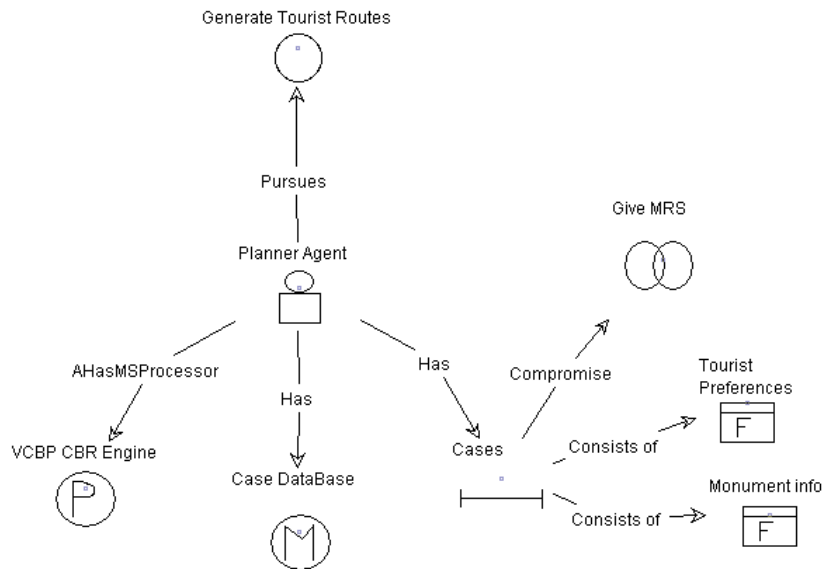 Generate Tourist Routes
Pursues
Give MRS
Planner Agent
AHasMSProcessor
Has
Has
Compromise
Tourist
Preferences
VCBP CBR Engine
P
Case DataBase
M
Cases
Consists of
F
Consists of
Monument info
F